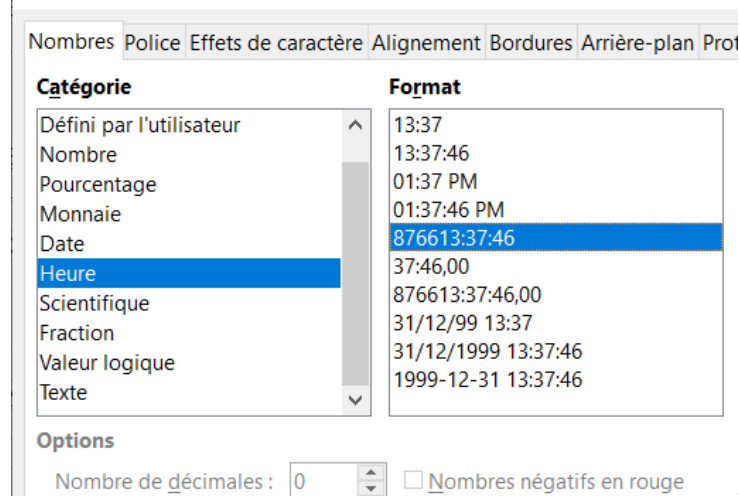 Nombres Police Effets de caractère Alignement Bordures Arrière-plan
Catégorie
Défini par l'utilisateur
Nombre
Pourcentage
Monnaie
Date
Heure
Scientifique
Fraction
Valeur logique
Texte
Format
13:37
13:37:46
01:37 PM
01:37:46 PM
876613:37:46
37:46,00
876613:37:46,00
31/12/99 13:37
31/12/1999 13:37:46
1999-12-31 13:37:46
Options
Nombre de décimales : 0 Nombres négatifs en rouge